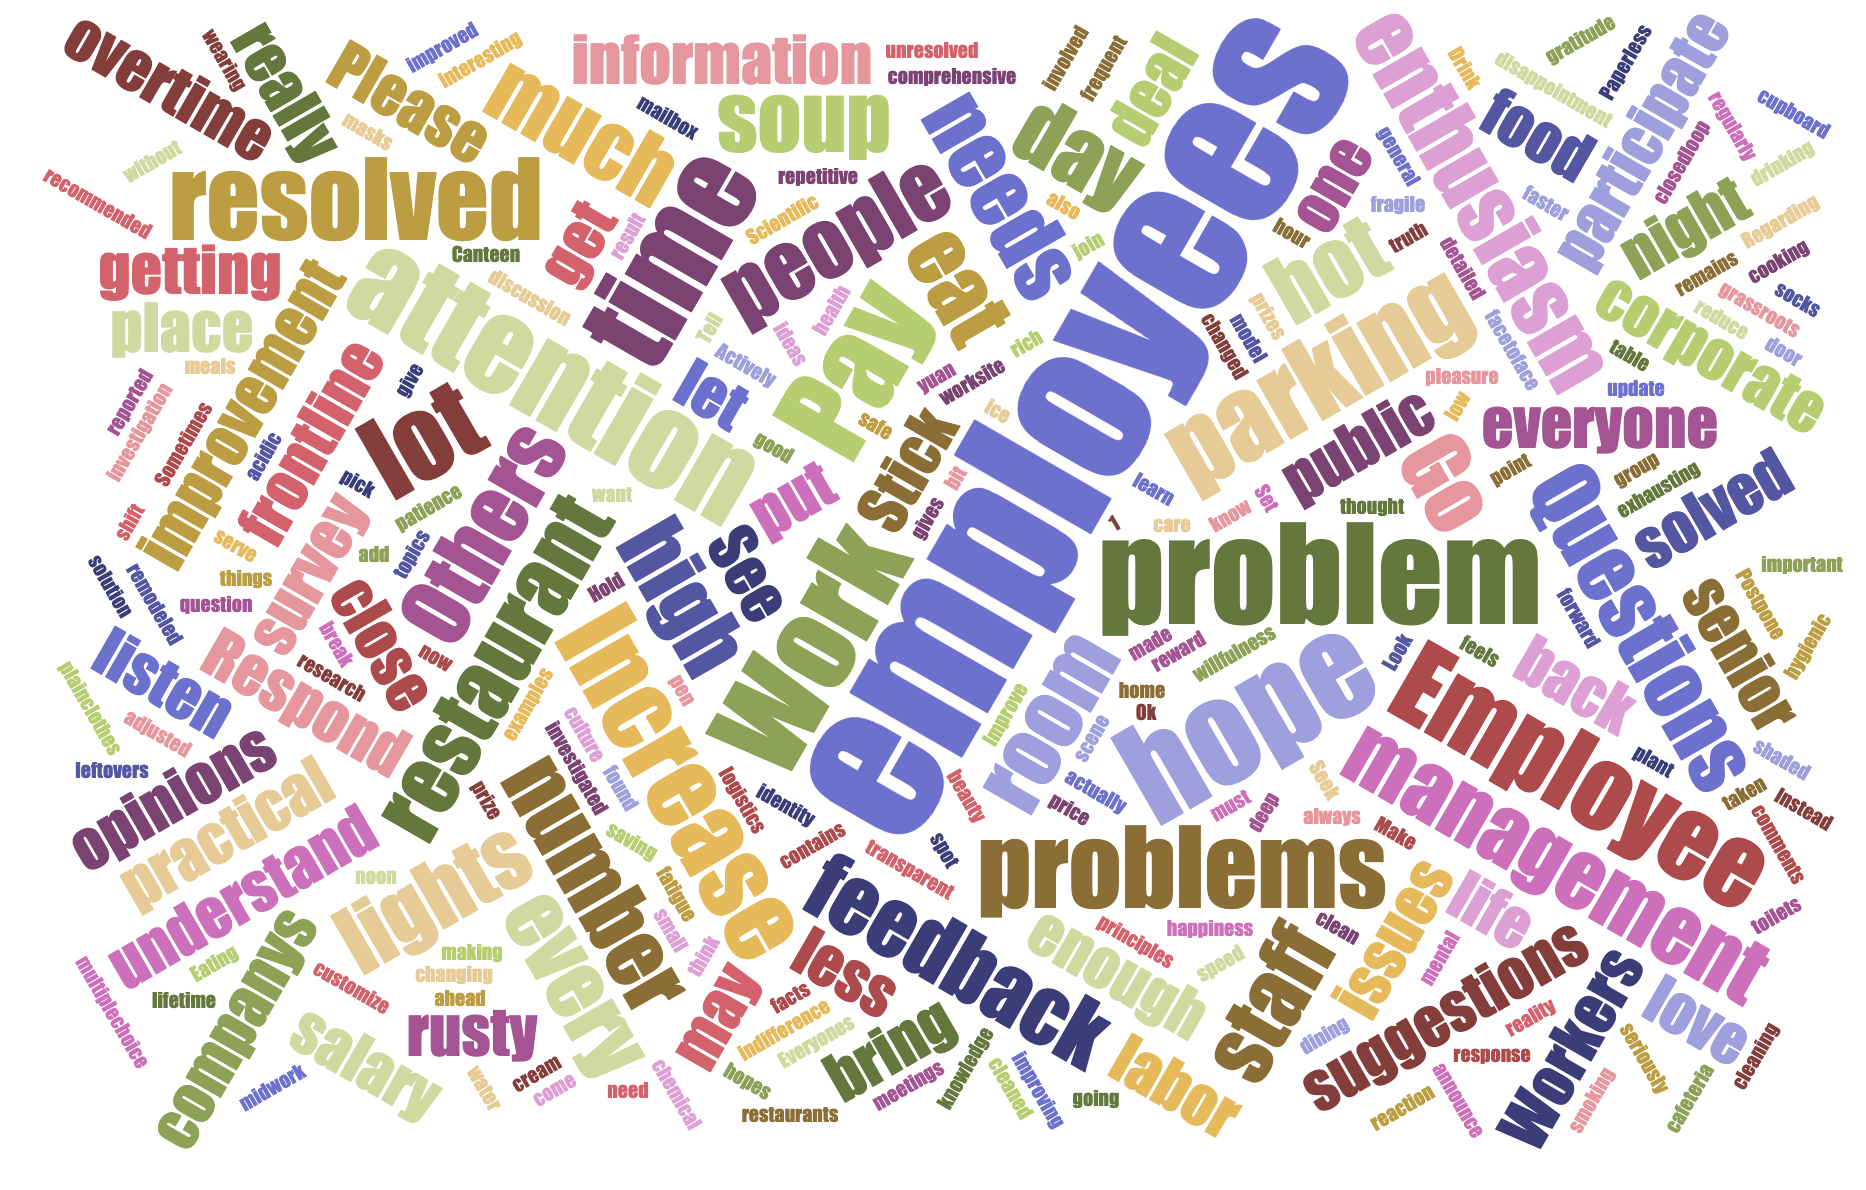 overtime
wearing
really
Please
improved
interesting
much
masks
mailbox
information
unresolved
comprehensive
soup
needs
involved
frequent
day
deal
employees
enthusiasm
Drink
disappointment
gratitude
Paperless
participate
regularly
cupboard
food
closedloop
drinking
without
recommended
resolved
getting
place
meals
Canteen
get
result
time
repetitive
Scientific
people
also
join
eat
hour
one
general
fragile
truth
faster
night
Regarding
remains
cooking
socks
grassroots
reduce
door
table
corporate
update
detailed
hot
prizes
model
changed
parking
facetoface
pleasure
low
everyone
attention
discussion
improvement
frontline
give
lot
Tell
Actively
ideas
health
let
Pay
good
safe
yuan
worksite
rich
ice
Stick
bit
gives
put
reported
investigation
Sometimes
acidic
shift
serve
things
question
survey
pick
patience
add
topics
Others
want
restaurant
close
break
now
research
Hold
high
see
Work
public
Go
point
group
exhausting
solved
Questions
learn
1
care
know
Set
thought
problem
important
Postpone
senior
hygienic
forward
solution
remodeled
listen
plainclothes
adjusted
leftovers
Respond
opinions
practical
understand
examples
Increase
pen
culture
investigated
found
prize
number
logistics
identity
saving
fatigue
small
think
contains
transparent
spot
beauty
Improve
room
scene
actually
price
home
Ok
made
reward
willfulness
hope
Look
feels
back
Employee
management
plant
taken
shaded
Instead
comments
toilets
must
deep
Seek
always
Make
problems
feedback
principles
happiness
speed
enough
clean
staff
issues
life
mental
suggestions
reality
response
Workers
love
seriously
cleaning
cafeteria
smoking
announce
reaction
dining
labor
going
improving
cleaned
knowledge
meetings
bring
restaurants
hopes
Everyones
indifference
facts
less
may
chemical
need
come
cream
water
every
rusty
ahead
changing
making
noon
lights
customize
salary
midwork
companys
Eating
lifetime
multiplechoice